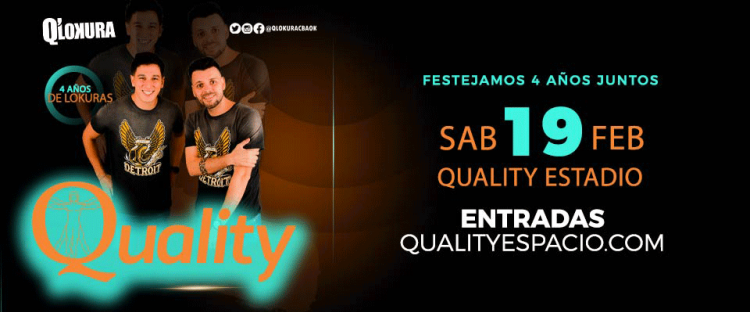 Q'LOKURA
@QLOKURACBAOK
4 AÑOS
DE LOKURAS
DETROIT
DETROIT
Quality
FESTEJAMOS 4 AÑOS JUNTOS
SAB 19 FEB
QUALITY ESTADIO
ENTRADAS
QUALITYESPACIO.COM